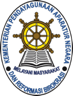 KEMENTERIAN PENDAYAGUNAAN APARATUR NEGARA
MELAYANI MASYARAKAT
DAN REFORMASI BIROKRASI